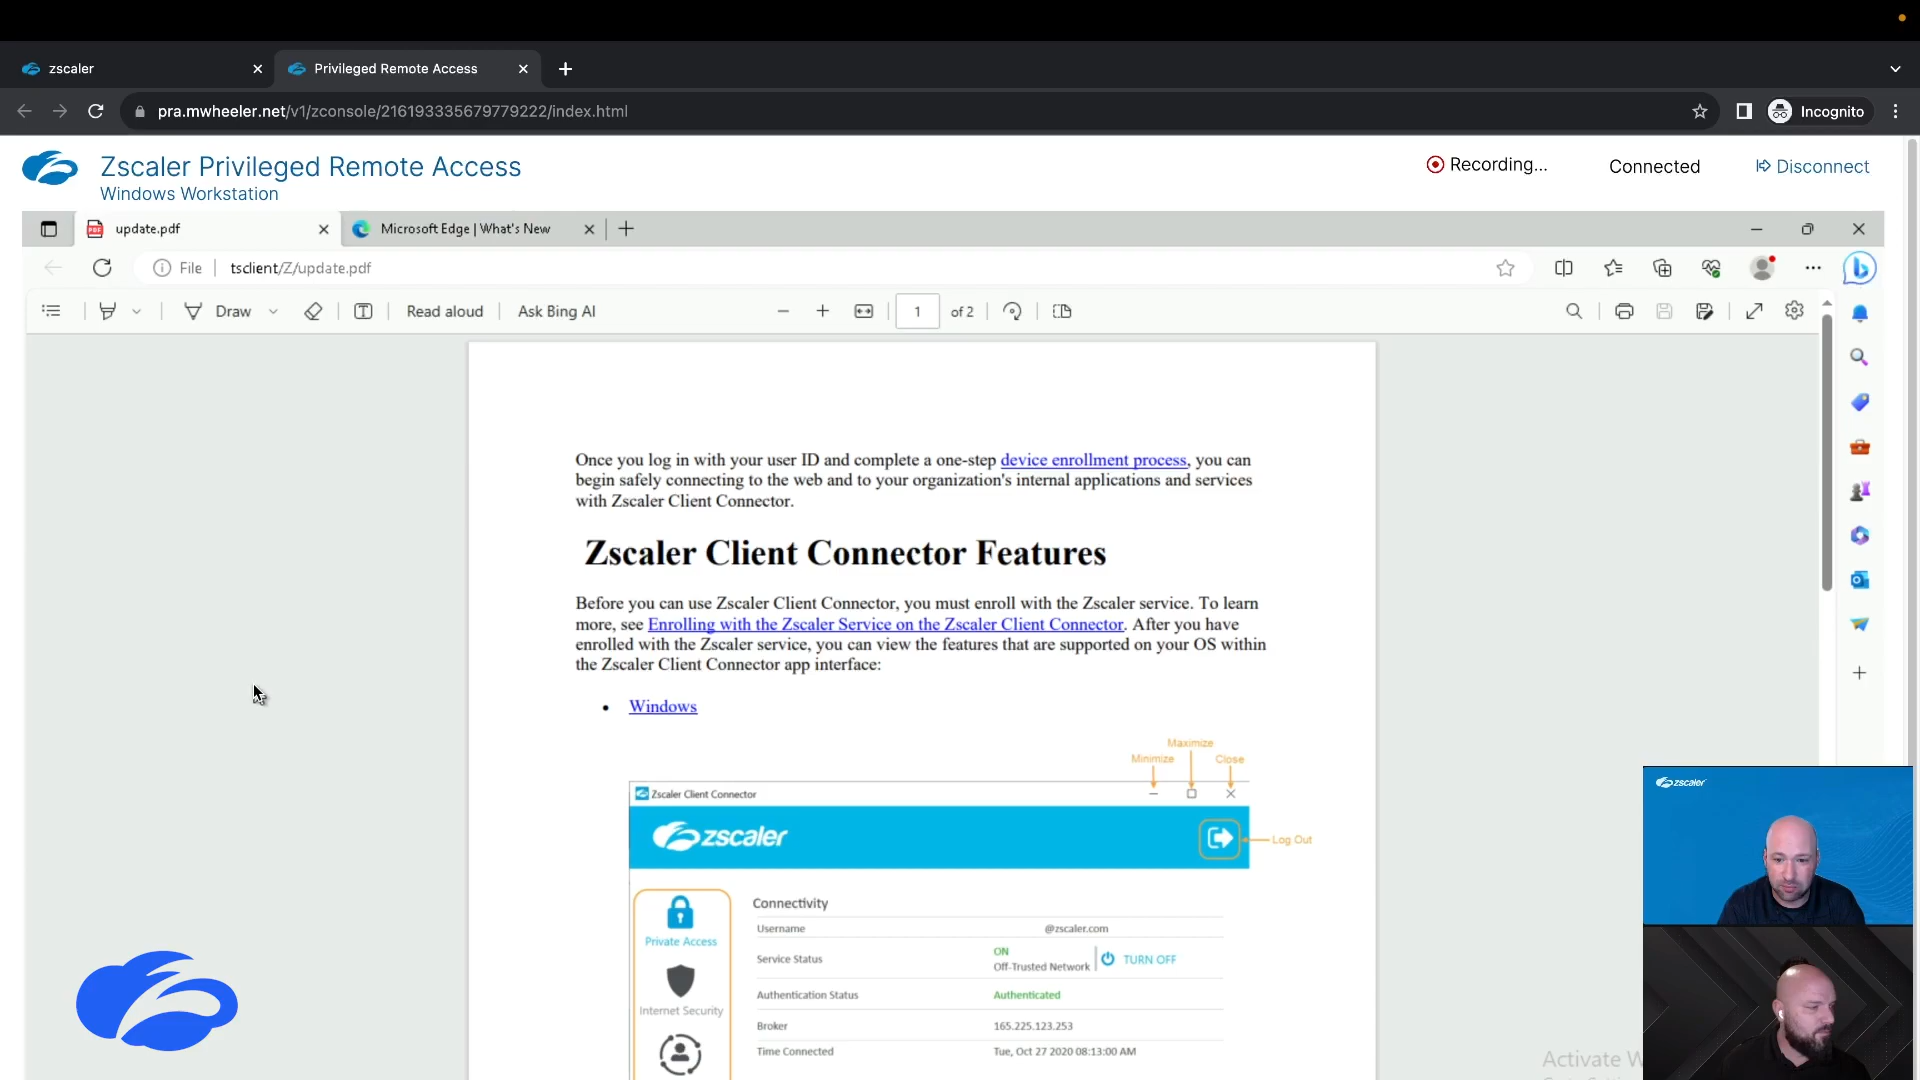 zscaler
Privileged Remote Access
pra.mwheeler.net/v1/zconsole/216193335679779222/index.html
Incognito
Zscaler Privileged Remote Access
Windows Workstation
Recording...
Connected
Disconnect
update.pdf
Microsoft Edge | What's New
File
tsclient/Z/update.pdf
Draw
Read aloud
Ask Bing AI
1
of 2
Once you log in with your user ID and complete a one-step device enrollment process, you can
begin safely connecting to the web and to your organization's internal applications and services
with Zscaler Client Connector.
Zscaler Client Connector Features
Before you can use Zscaler Client Connector, you must enroll with the Zscaler service. To learn
more, see Enrolling with the Zscaler Service on the Zscaler Client Connector. After you have
enrolled with the Zscaler service, you can view the features that are supported on your OS within
the Zscaler Client Connector app interface:
• Windows
Maximize
Minimize
Close
Zscaler Client Connector
zscaler
Log Out
Private Access
Internet Security
Connectivity
Username
@zscaler.com
Service Status
ON
Off-Trusted Network
TURN OFF
Authentication Status
Authenticated
Broker
165.225.123.253
Time Connected
Tue, Oct 27 2020 08:13:00 AM
zscaler
Activate